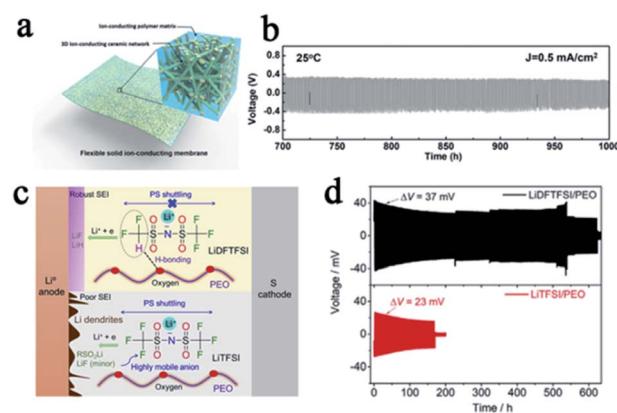 a
Ion-conducting polymer matrix
3D ion-conducting ceramic network
Flexible solid ion-conducting membrane
b
25°C
J=0.5 mA/cm²
Voltage (V)
0.8
0.4
0.0
-0.4
-0.8
700 750 800 850 900 950 1000
Time (h)
c
Robust SEI
PS shuttling
Li⁺
LiF
LiH
Li⁺ + e
F F O O F
F S N S F
H O O F
LiDFTFSI
H-bonding
Oxygen
PEO
Li⁰
anode
S
cathode
Poor SEI
PS shuttling
Li dendrites
Li⁺
Li⁺ + e
F O O F
F S N S F
F O O F
RSO₂Li
LiF (minor)
LiTFSI
Highly mobile anion
Oxygen
PEO
d
ΔV = 37 mV
LiDFTFSI/PEO
ΔV = 23 mV
LiTFSI/PEO
Voltage / mV
40
0
-40
40
0
-40
0 100 200 300 400 500 600
Time / h